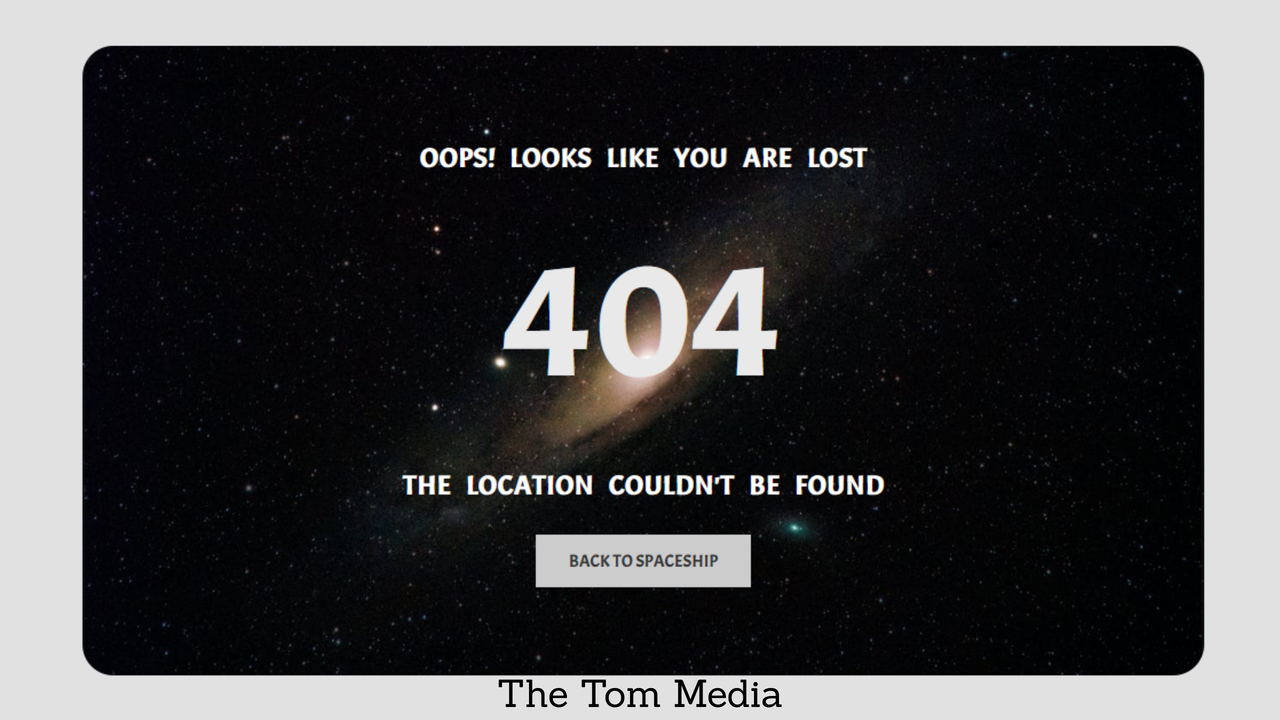 OOPS! LOOKS LIKE YOU ARE LOST
404
THE LOCATION COULDN'T BE FOUND
BACK TO SPACESHIP
The Tom Media